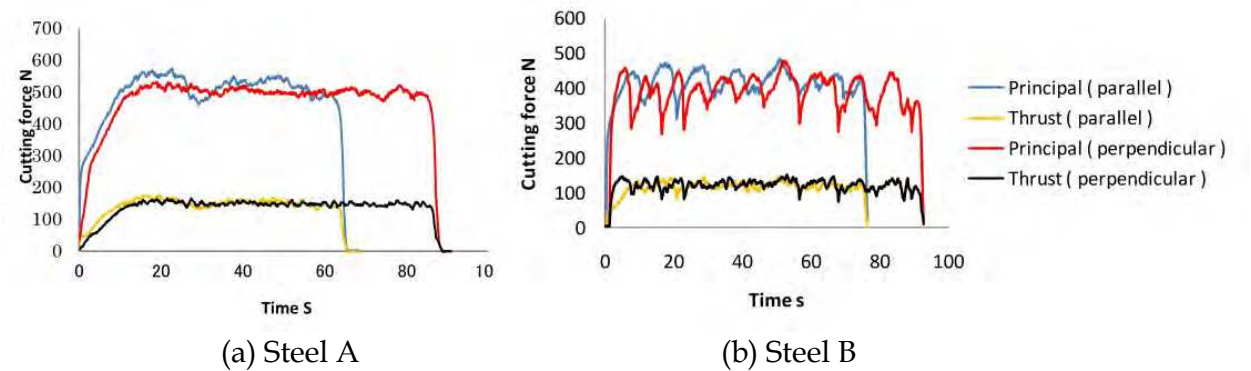 700
600
500
400
300
200
100
0
Cutting force N
0 20 40 60 80 10
Time S
(a) Steel A
600
500
400
300
200
100
0
Cutting force N
0 20 40 60 80 100
Time s
(b) Steel B
Principal ( parallel )
Thrust ( parallel )
Principal ( perpendicular )
Thrust ( perpendicular )